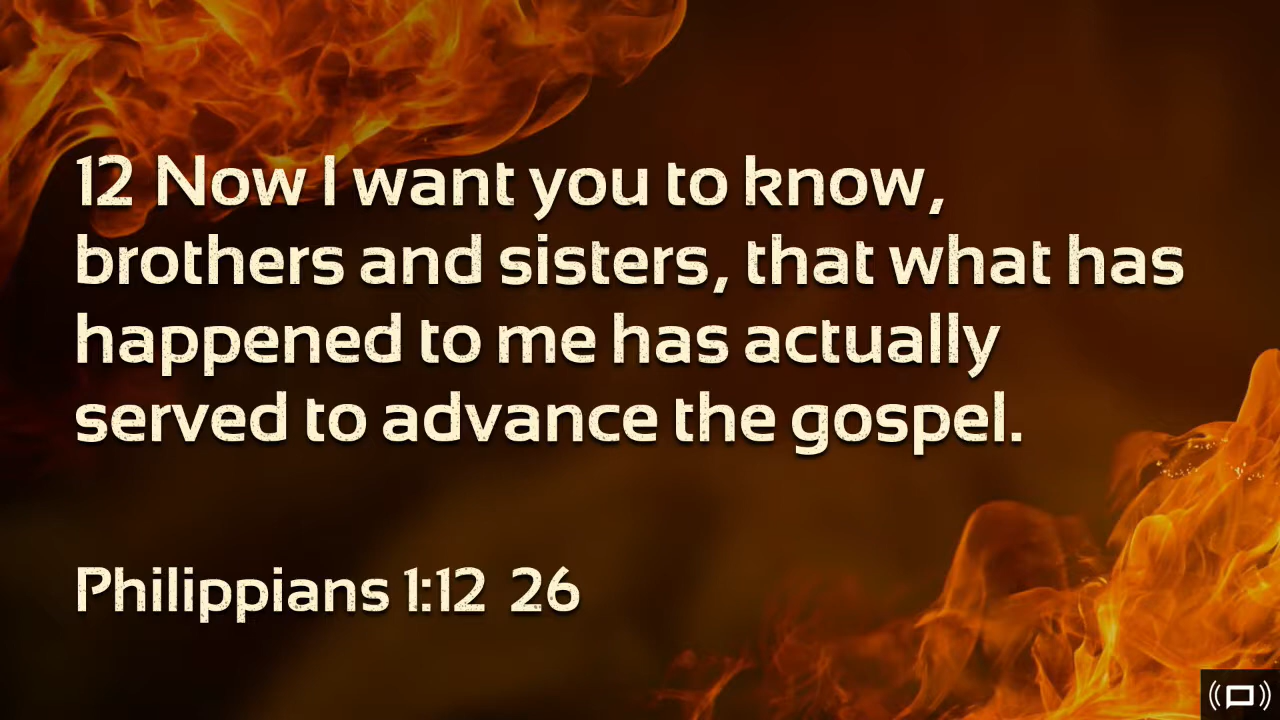 12 Now I want you to know,
brothers and sisters, that what has
happened to me has actually
served to advance the gospel.
Philippians 1:12 26